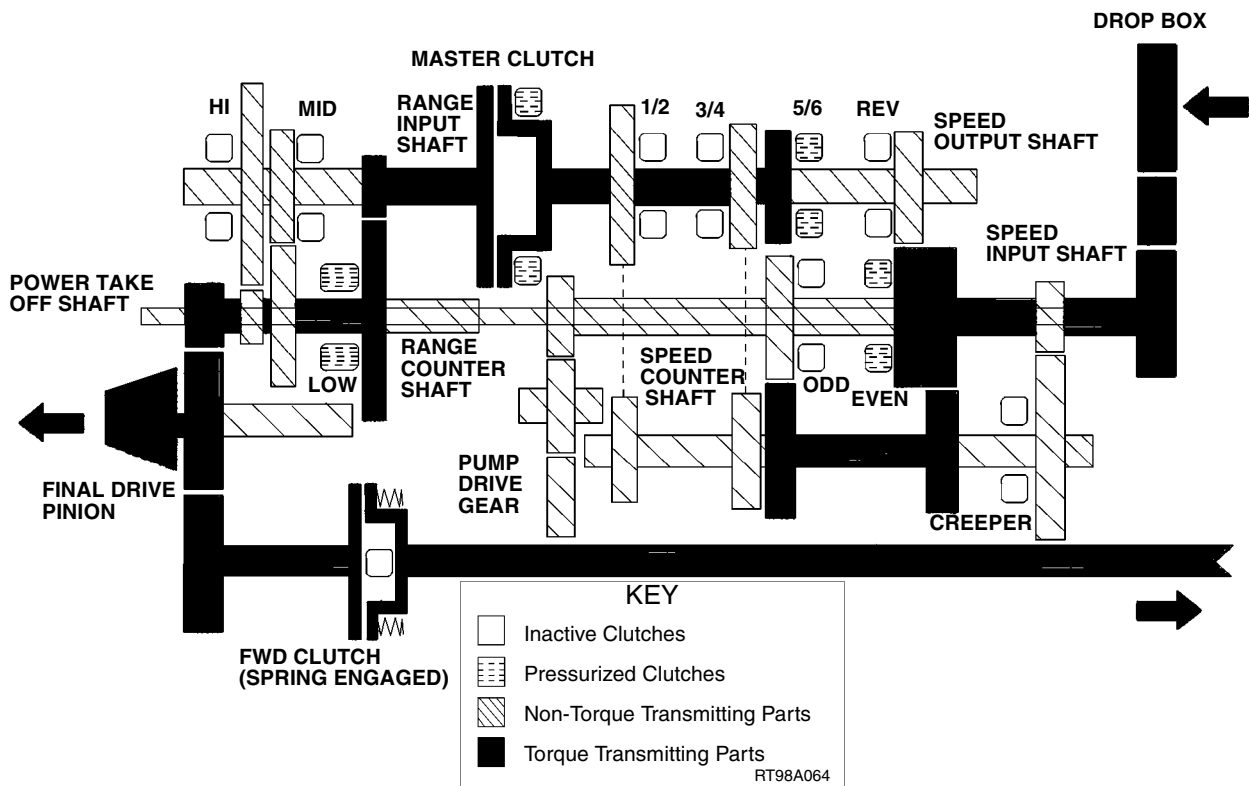 DROP BOX
MASTER CLUTCH
HI
MID
RANGE
INPUT
SHAFT
1/2
3/4
5/6
REV
SPEED
OUTPUT SHAFT
SPEED
INPUT SHAFT
POWER TAKE
OFF SHAFT
LOW
RANGE
COUNTER
SHAFT
SPEED
COUNTER
SHAFT
ODD
EVEN
FINAL DRIVE
PINION
PUMP
DRIVE
GEAR
CREEPER
FWD CLUTCH
(SPRING ENGAGED)
KEY
Inactive Clutches
Pressurized Clutches
Non-Torque Transmitting Parts
Torque Transmitting Parts
RT98A064